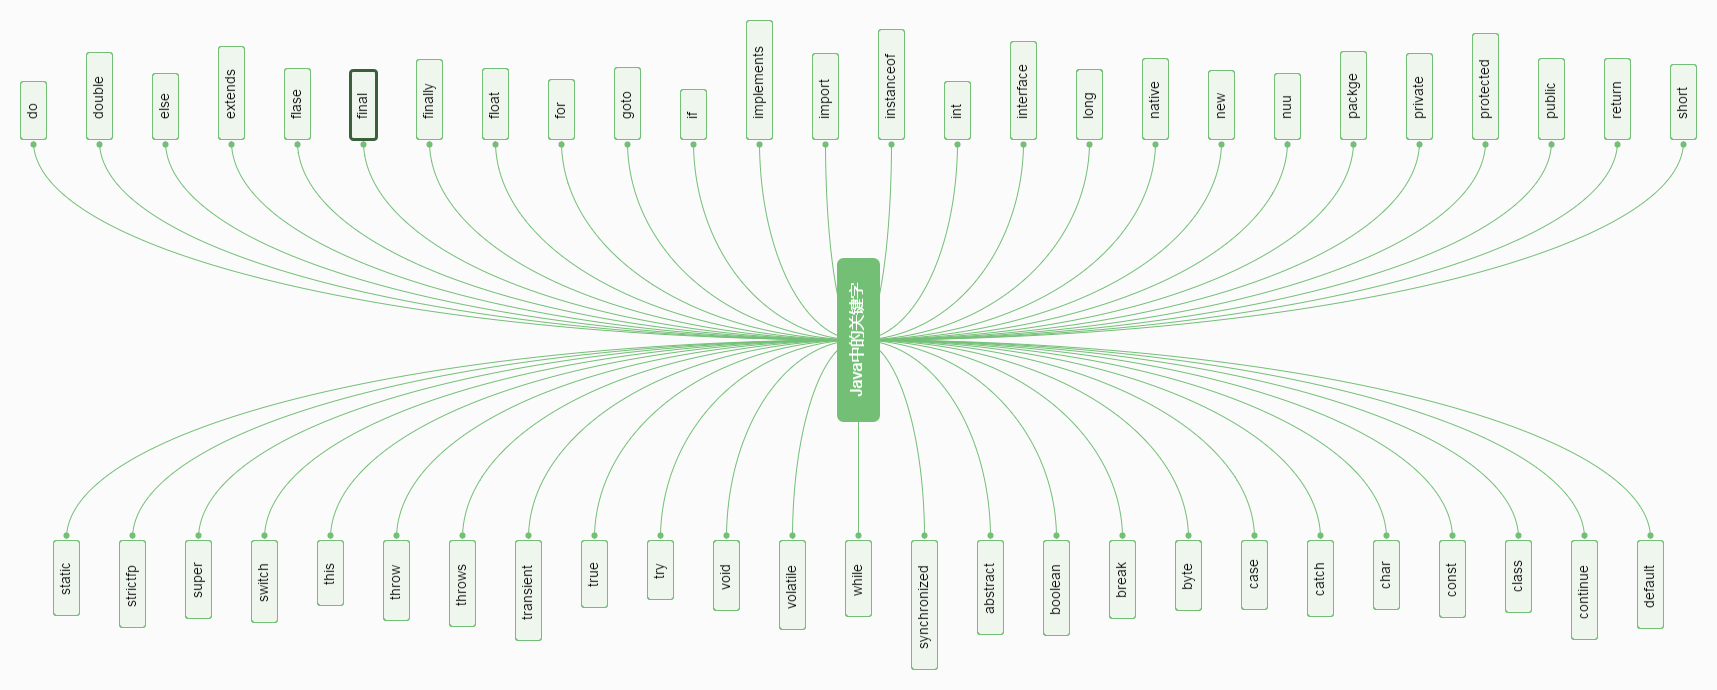 do
double
else
extends
flase
final
finally
float
for
goto
if
implements
import
instanceof
int
interface
long
native
new
nuu
packge
private
protected
public
return
short
Java中的关键字
static
strictfp
super
switch
this
throw
throws
transient
true
try
void
volatile
while
synchronized
abstract
boolean
break
byte
case
catch
char
const
class
continue
default